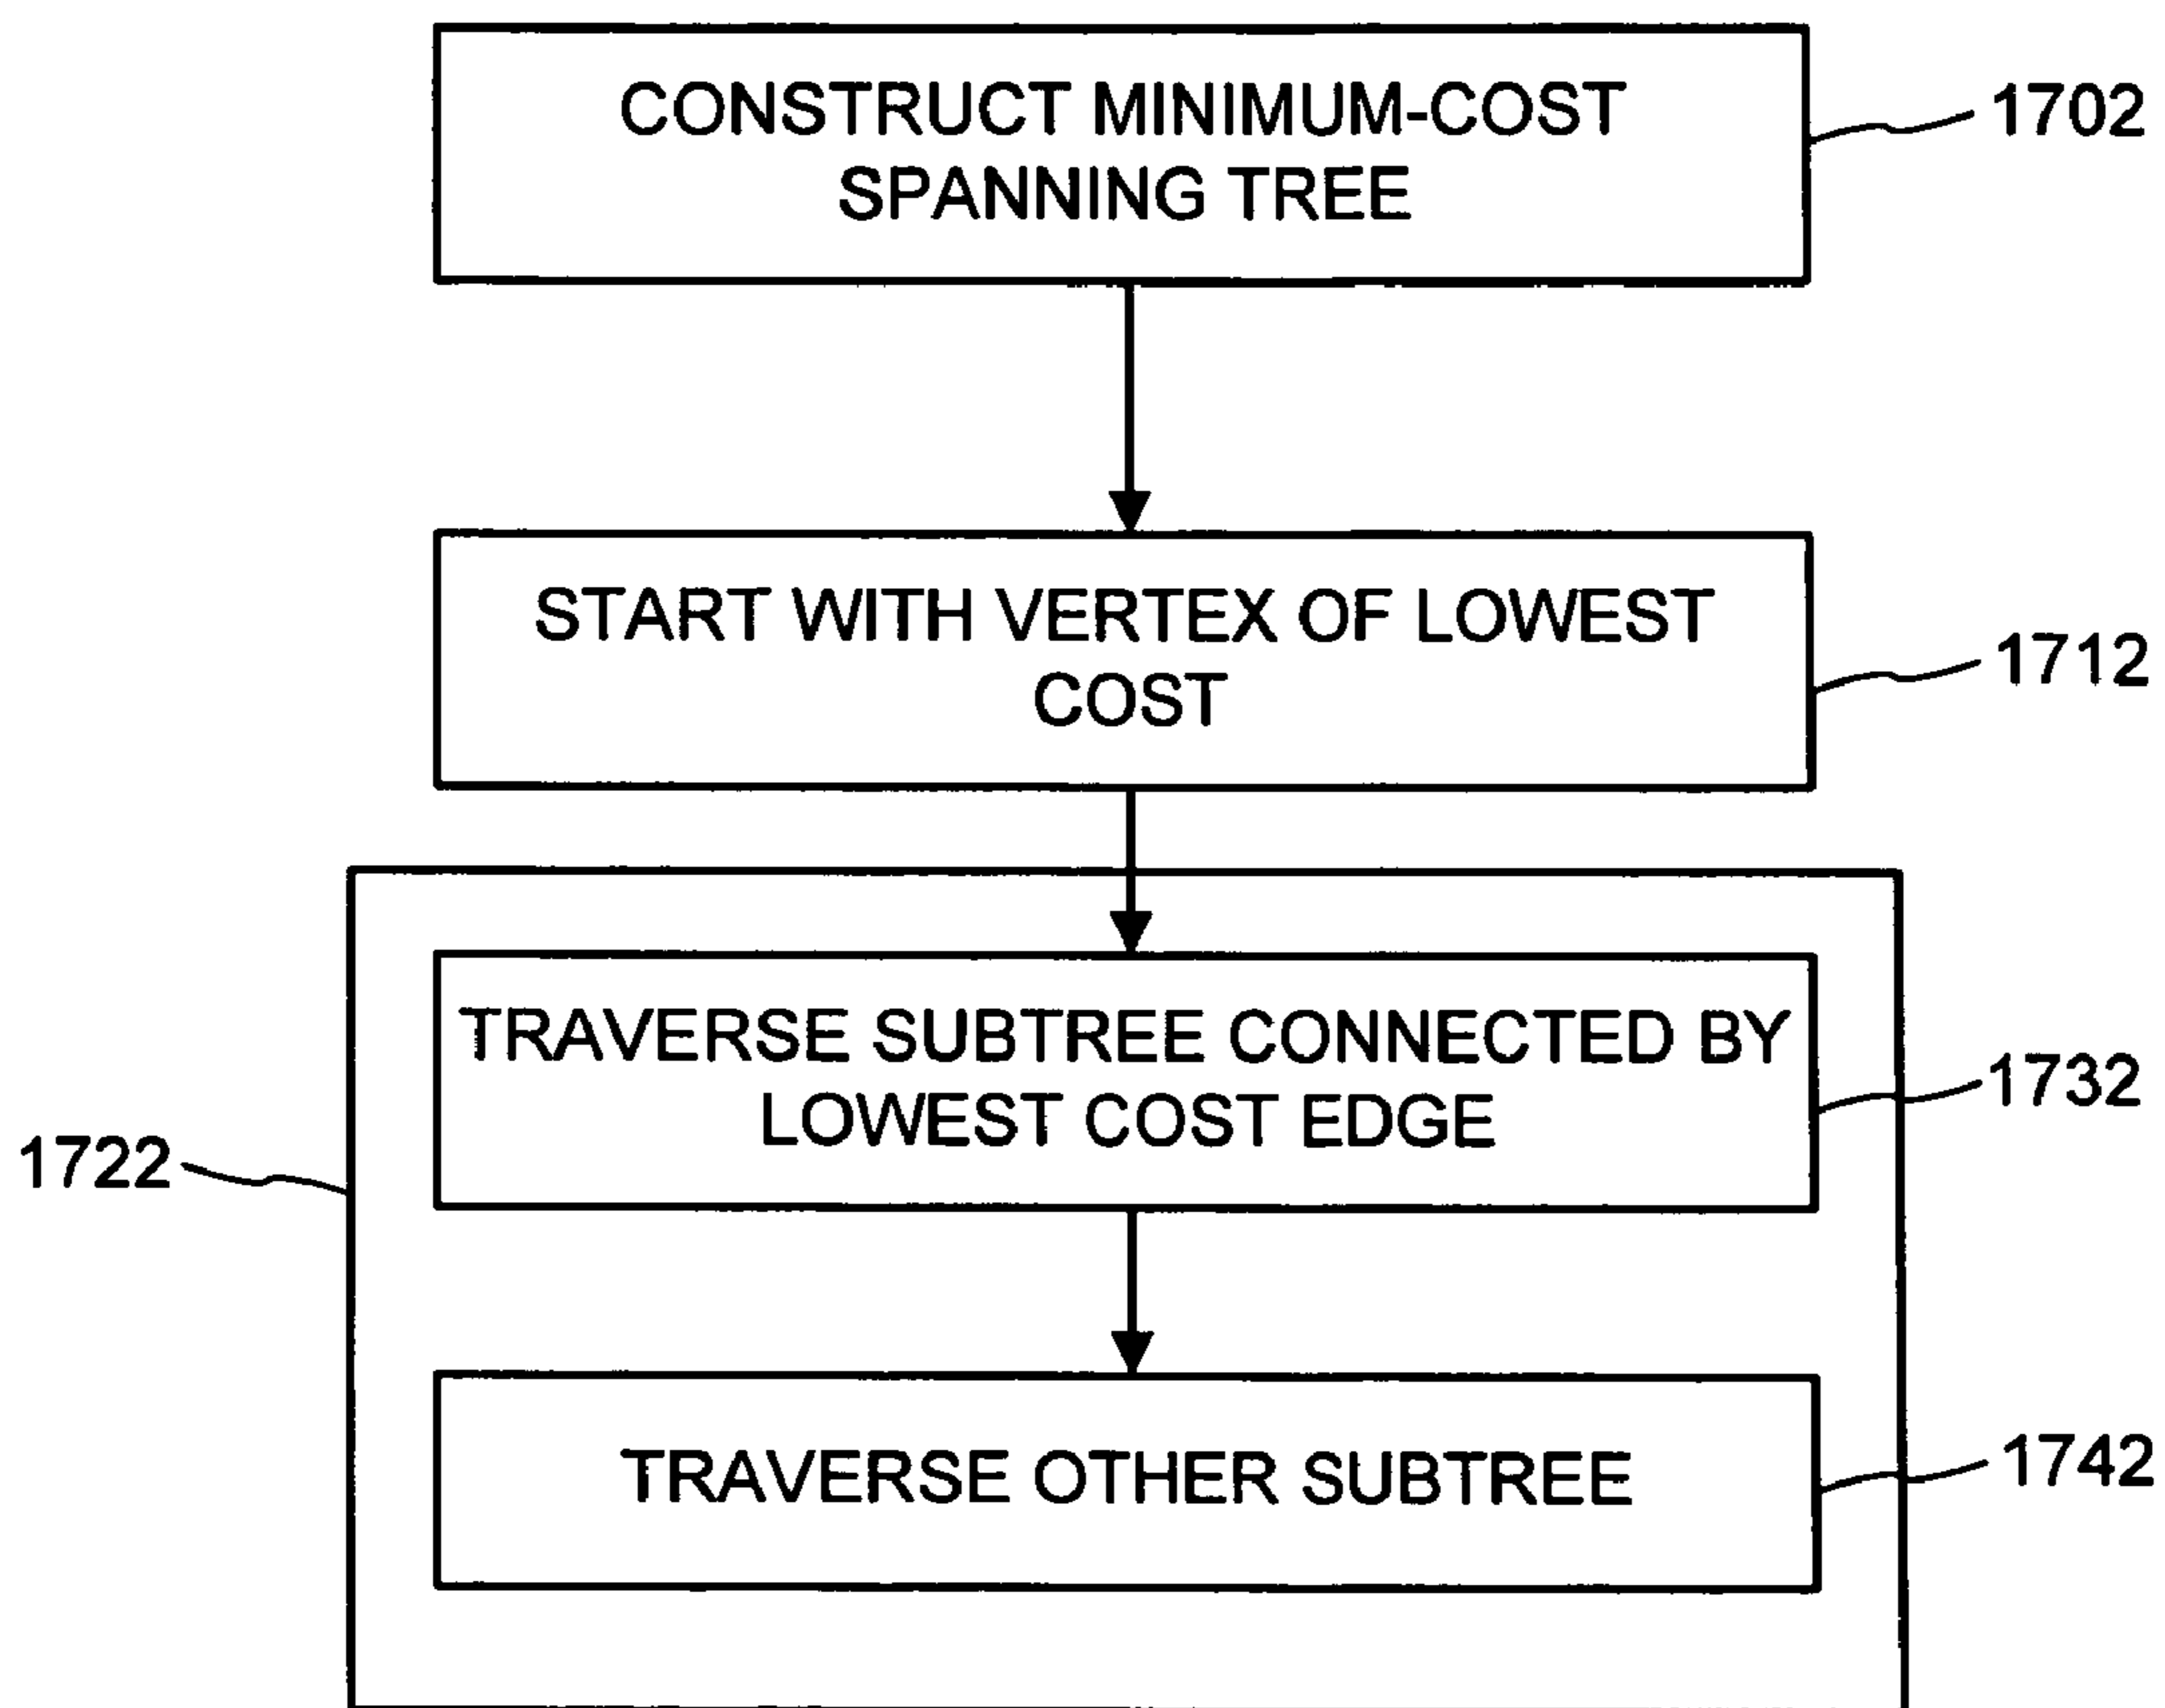 CONSTRUCT MINIMUM-COST
SPANNING TREE
1702
START WITH VERTEX OF LOWEST
COST
1712
TRAVERSE SUBTREE CONNECTED BY
LOWEST COST EDGE
1732
1722
TRAVERSE OTHER SUBTREE
1742